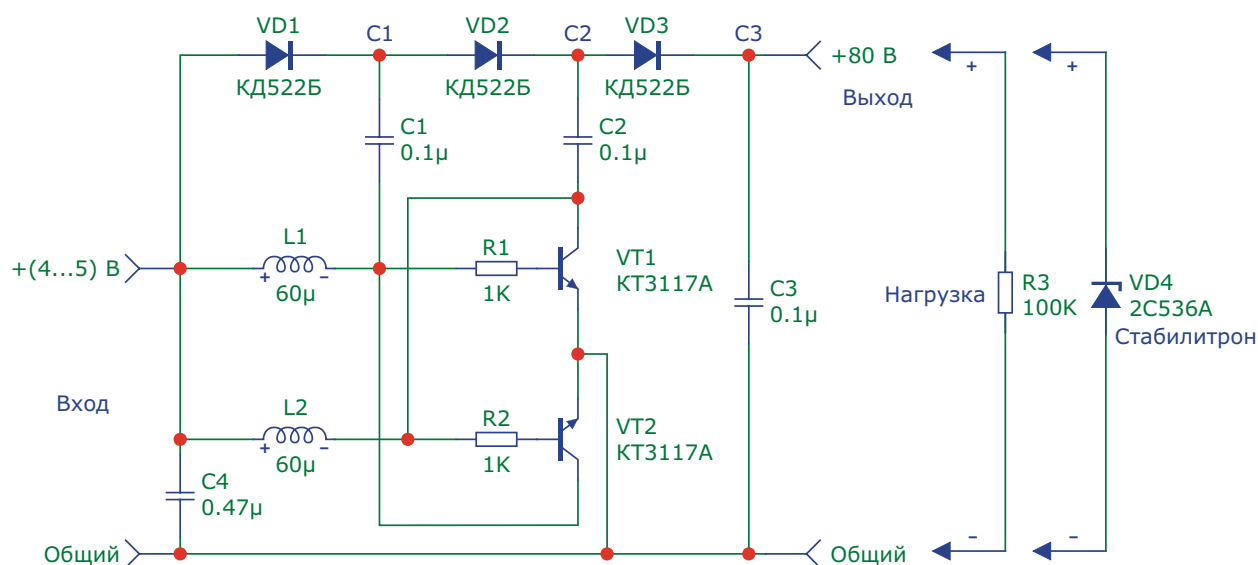 VD1
C1
VD2
C2
VD3
C3
КД522Б
КД522Б
КД522Б
+80 В
Выход
+
+
C1
0.1µ
C2
0.1µ
+(4...5) В
L1
+
-
60µ
R1
1K
VT1
КТ3117А
C3
0.1µ
Нагрузка
R3
100K
VD4
2С536А
Стабилитрон
Вход
L2
+
-
60µ
R2
1K
VT2
КТ3117А
C4
0.47µ
Общий
Общий
-
-